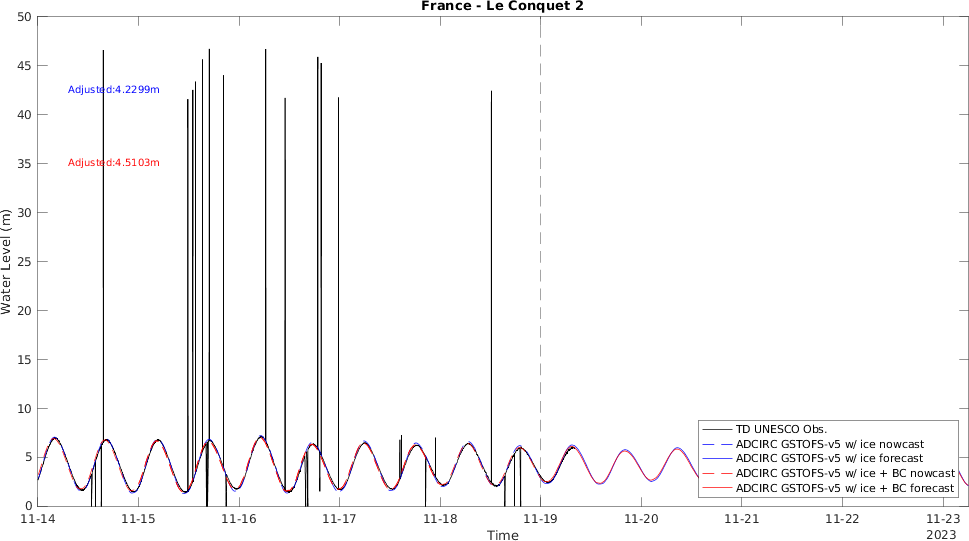 France - Le Conquet 2
50
45
40
35
30
25
20
15
10
5
0
Water Level (m)
Adjusted:4.2299m
Adjusted:4.5103m
TD UNESCO Obs.
ADCIRC GSTOFS-v5 w/ ice nowcast
ADCIRC GSTOFS-v5 w/ ice forecast
ADCIRC GSTOFS-v5 w/ ice + BC nowcast
ADCIRC GSTOFS-v5 w/ ice + BC forecast
11-14 11-15 11-16 11-17 11-18 11-19 11-20 11-21 11-22 11-23
Time 2023